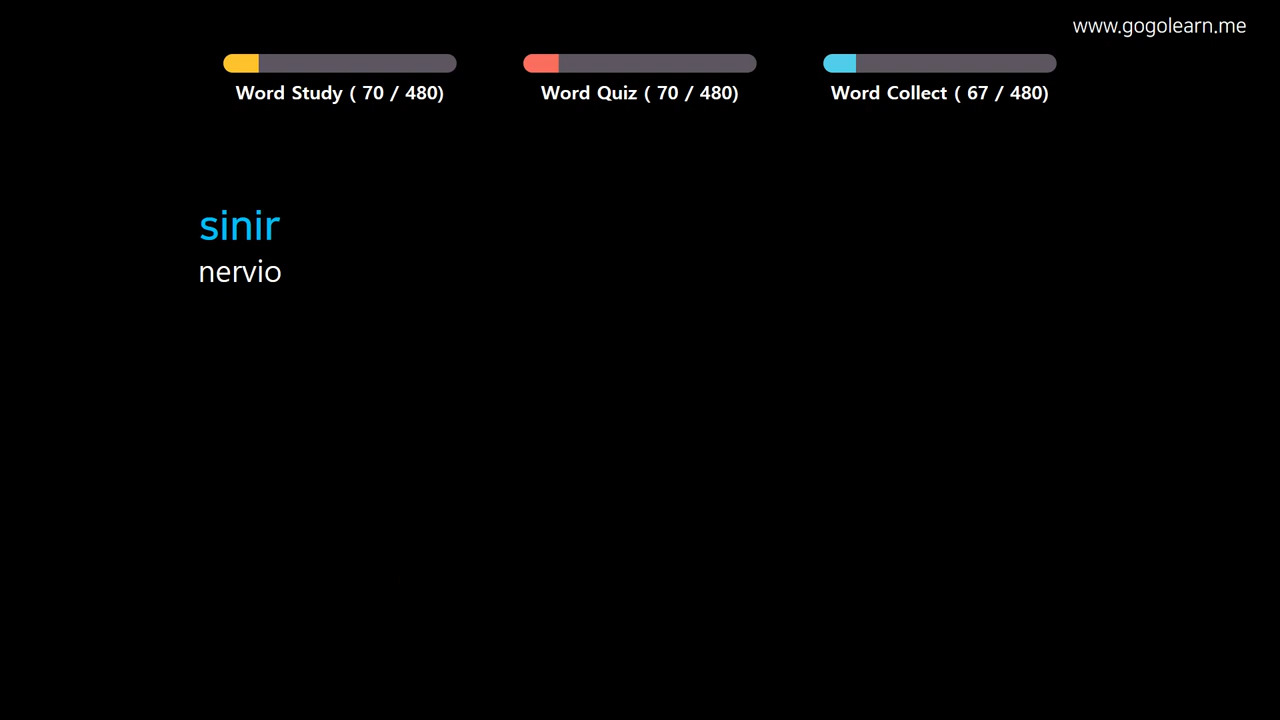 www.gogolearn.me
Word Study ( 70 / 480)
Word Quiz ( 70 / 480)
Word Collect ( 67 / 480)
sinir
nervio